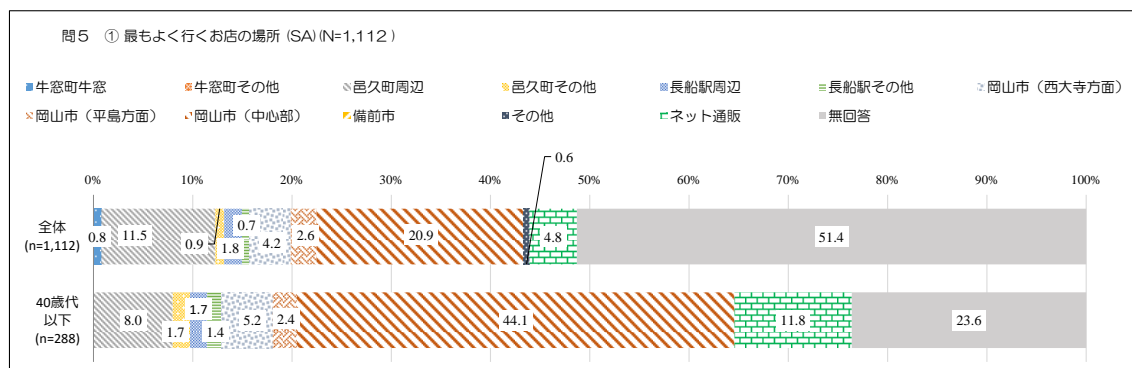 問5 ① 最もよく行くお店の場所 (SA)(N=1,112 )
牛窓町牛窓 牛窓町その他 邑久町周辺 邑久町その他 長船駅周辺 長船駅その他 岡山市（西大寺方面）
岡山市（平島方面） 岡山市（中心部） 備前市 その他 ネット通販 無回答
0.6
0% 10% 20% 30% 40% 50% 60% 70% 80% 90% 100%
全体
(n=1,112)
0.8 11.5 0.9 1.8 0.7 4.2 2.6 20.9 4.8 51.4
40歳代
以下
(n=288)
8.0 1.7 1.7 1.4 5.2 2.4 44.1 11.8 23.6